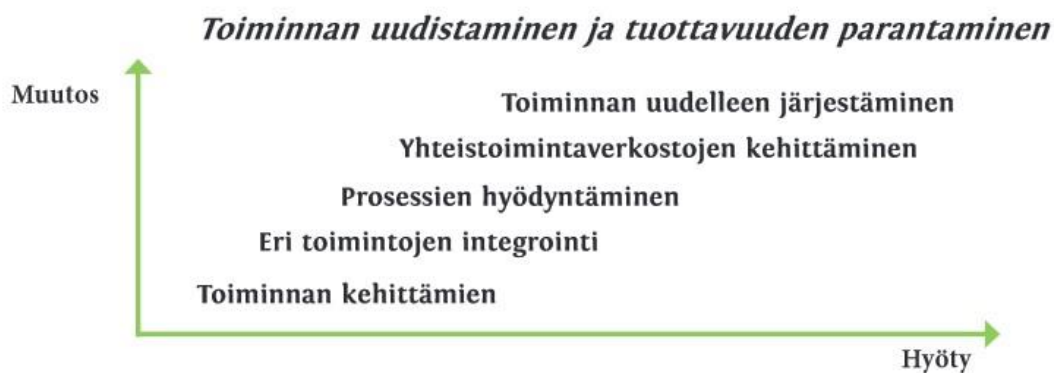 Toiminnan uudistaminen ja tuottavuuden parantaminen
Muutos
Toiminnan uudelleen järjestäminen
Yhteistoimintaverkostojen kehittäminen
Prosessien hyödyntäminen
Eri toimintojen integrointi
Toiminnan kehittämien
Hyöty